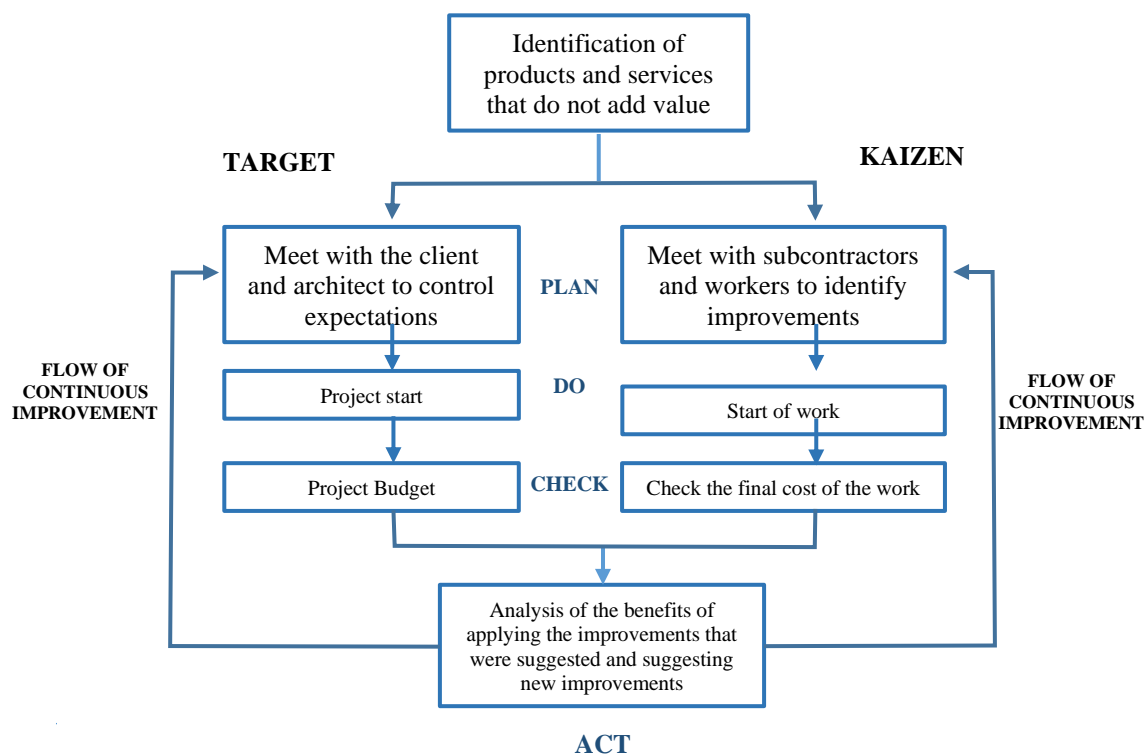 Identification of
products and services
that do not add value
TARGET
KAIZEN
Meet with the client
and architect to control
expectations
PLAN
Meet with subcontractors
and workers to identify
improvements
FLOW OF
CONTINUOUS
IMPROVEMENT
Project start
DO
Start of work
FLOW OF
CONTINUOUS
IMPROVEMENT
Project Budget
CHECK
Check the final cost of the work
Analysis of the benefits of
applying the improvements that
were suggested and suggesting
new improvements
ACT